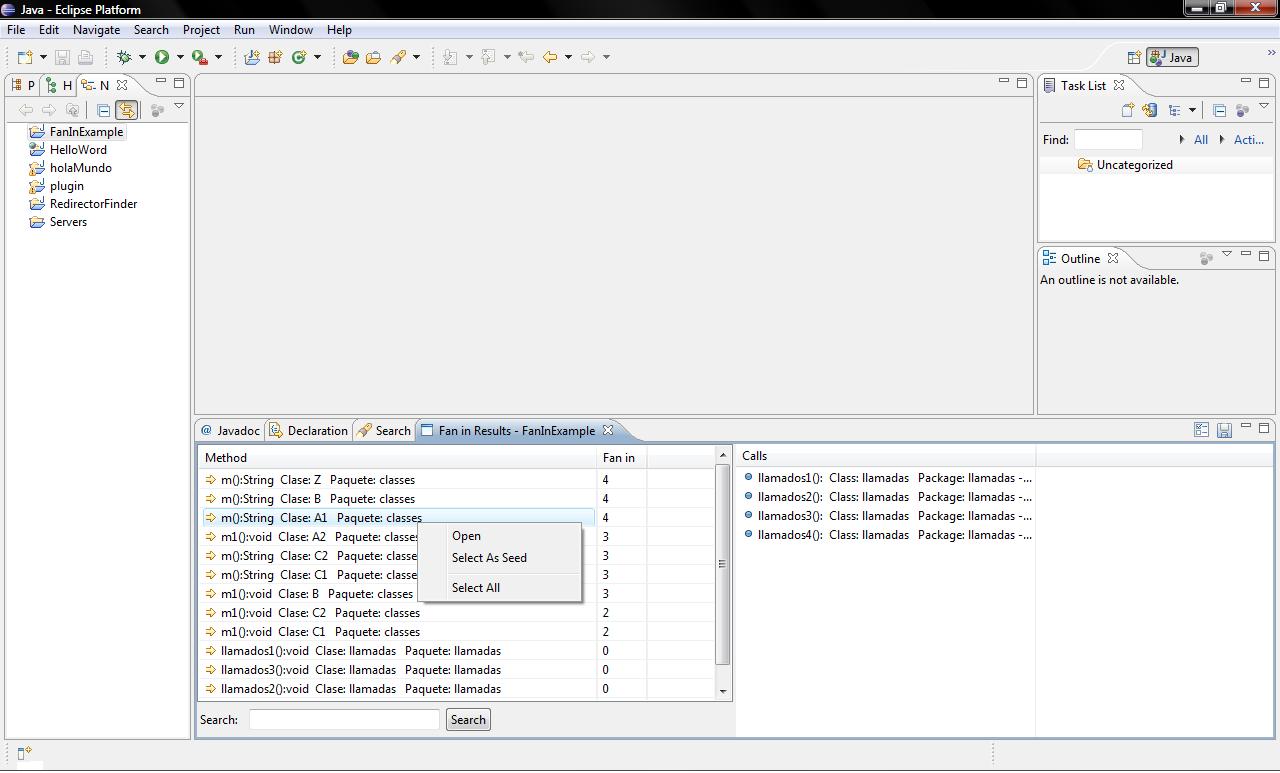 Java - Eclipse Platform
File Edit Navigate Search Project Run Window Help
Java
P H N
FanInExample
HelloWord
holaMundo
plugin
RedirectorFinder
Servers
Task List
Find: All Acti...
Uncategorized
Outline
An outline is not available.
@ Javadoc Declaration Search Fan in Results - FanInExample
Method Fan in
m():String Clase: Z Paquete: classes 4
m():String Clase: B Paquete: classes 4
m():String Clase: A1 Paquete: classes 4
m1():void Clase: A2 Paquete: classe 3
m():String Clase: C2 Paquete: classe 3
m():String Clase: C1 Paquete: classe 3
m1():void Clase: B Paquete: classes 3
m1():void Clase: C2 Paquete: classes 2
m1():void Clase: C1 Paquete: classes 2
llamados1():void Clase: llamadas Paquete: llamadas 0
llamados3():void Clase: llamadas Paquete: llamadas 0
llamados2():void Clase: llamadas Paquete: llamadas 0
Open
Select As Seed
Select All
Search: Search
Calls
llamados1(): Class: llamadas Package: llamadas -...
llamados2(): Class: llamadas Package: llamadas -...
llamados3(): Class: llamadas Package: llamadas -...
llamados4(): Class: llamadas Package: llamadas -...